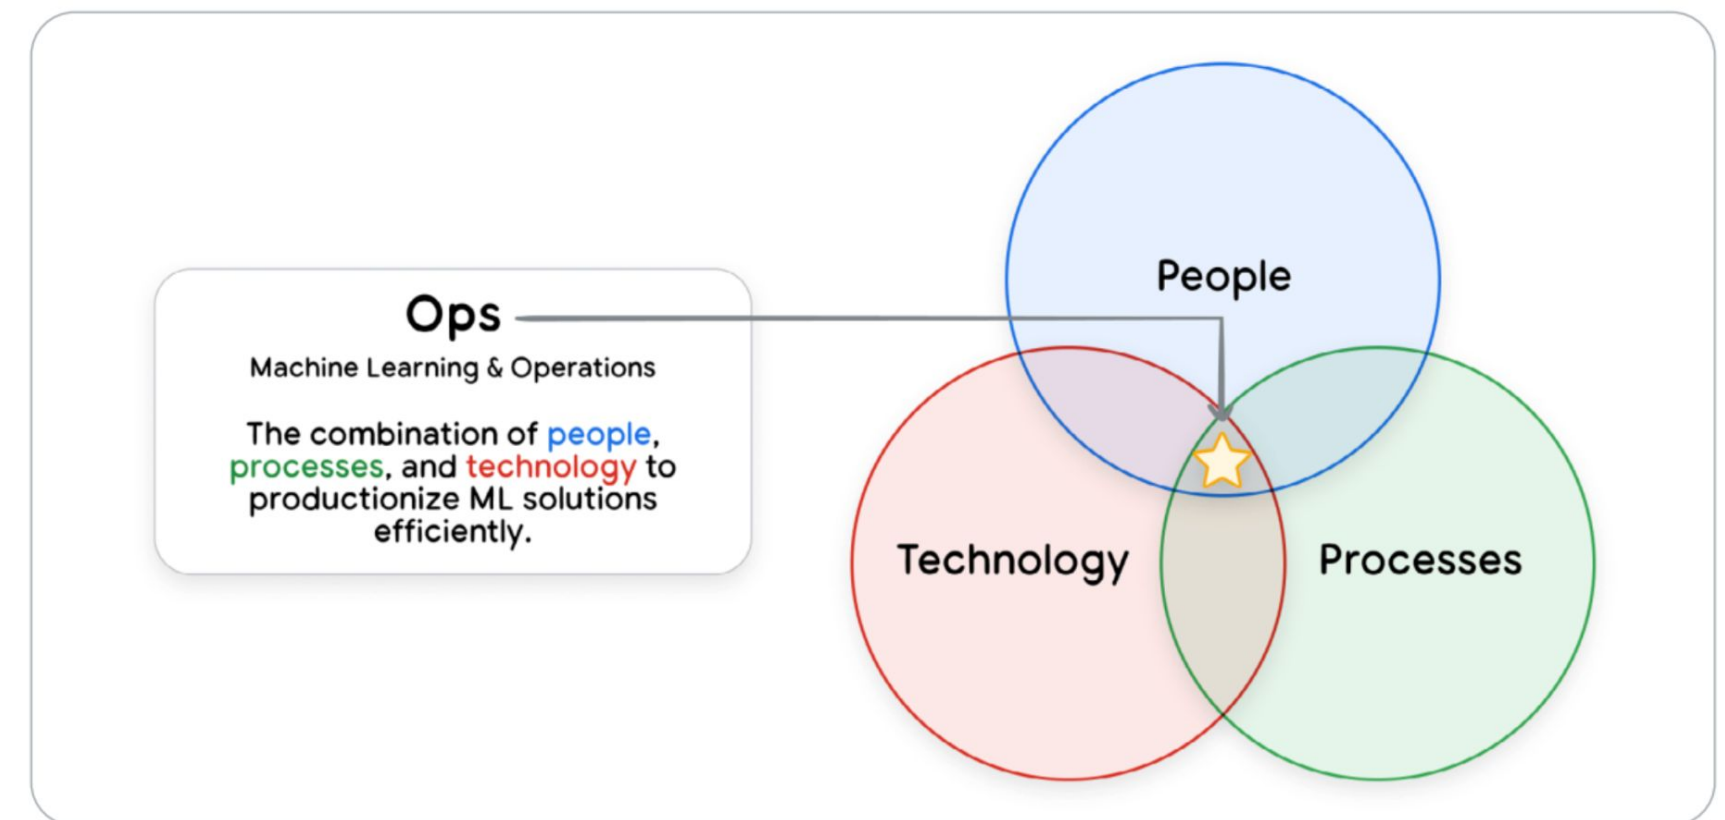 Ops
Machine Learning & Operations
The combination of people,
processes, and technology to
productionize ML solutions
efficiently.
People
Technology
Processes